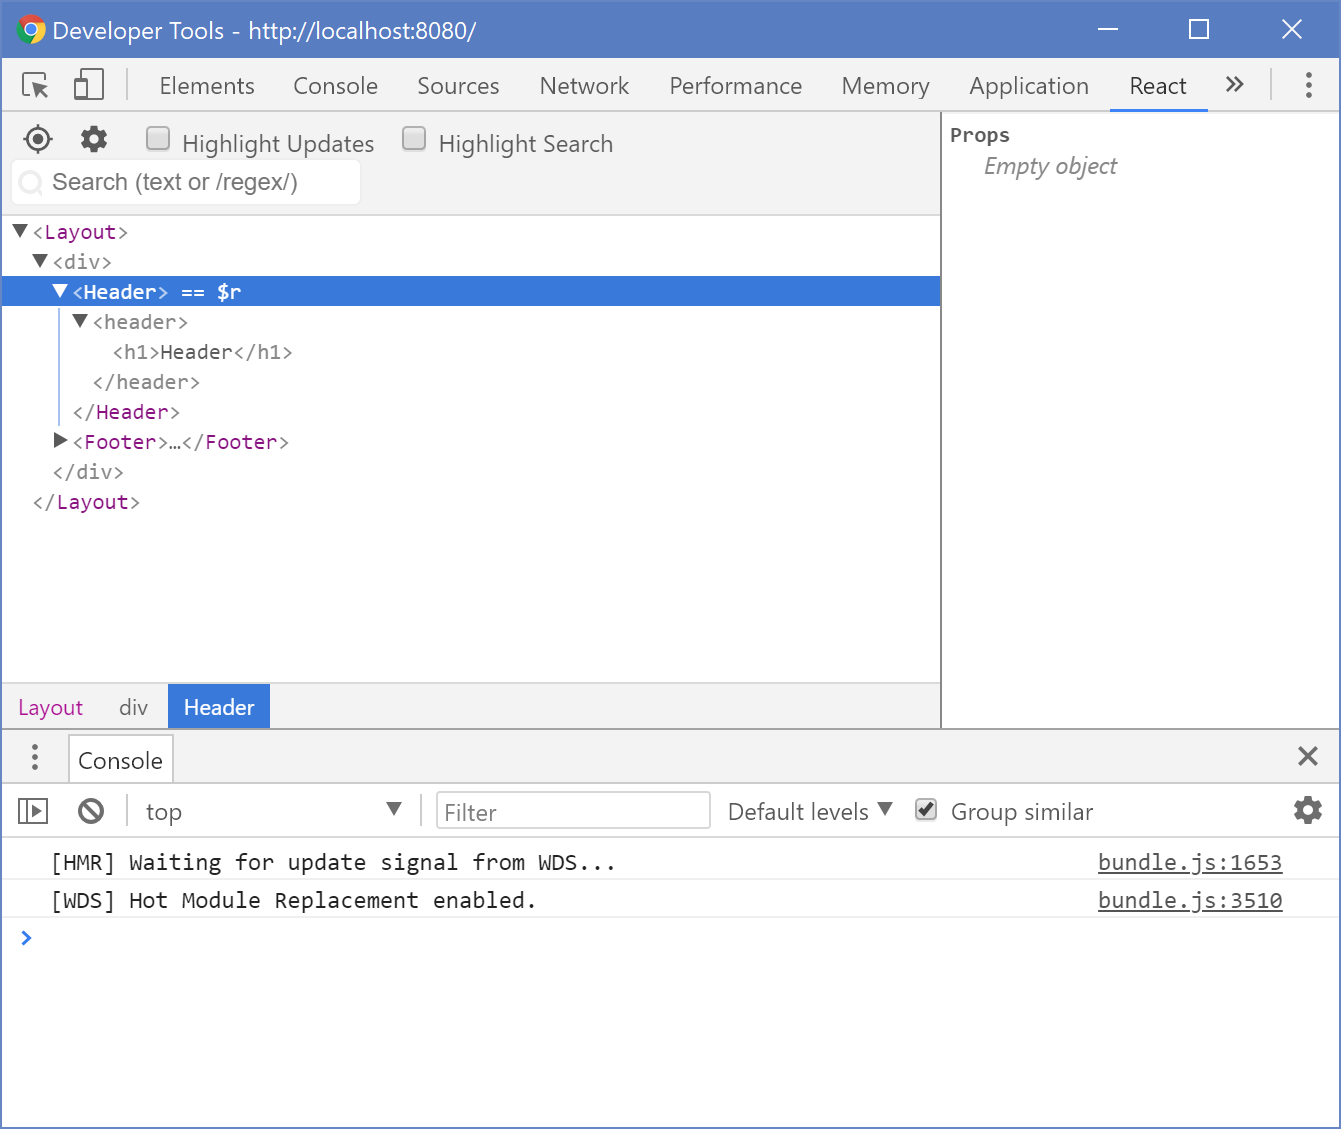 Developer Tools - http://localhost:8080/
Elements Console Sources Network Performance Memory Application React »
Highlight Updates Highlight Search
Search (text or /regex/)
<Layout>
<div>
<Header> == $r
<header>
<h1>Header</h1>
</header>
</Header>
<Footer>…</Footer>
</div>
</Layout>
Layout div Header
Props
Empty object
Console
top Filter Default levels Group similar
[HMR] Waiting for update signal from WDS... bundle.js:1653
[WDS] Hot Module Replacement enabled. bundle.js:3510